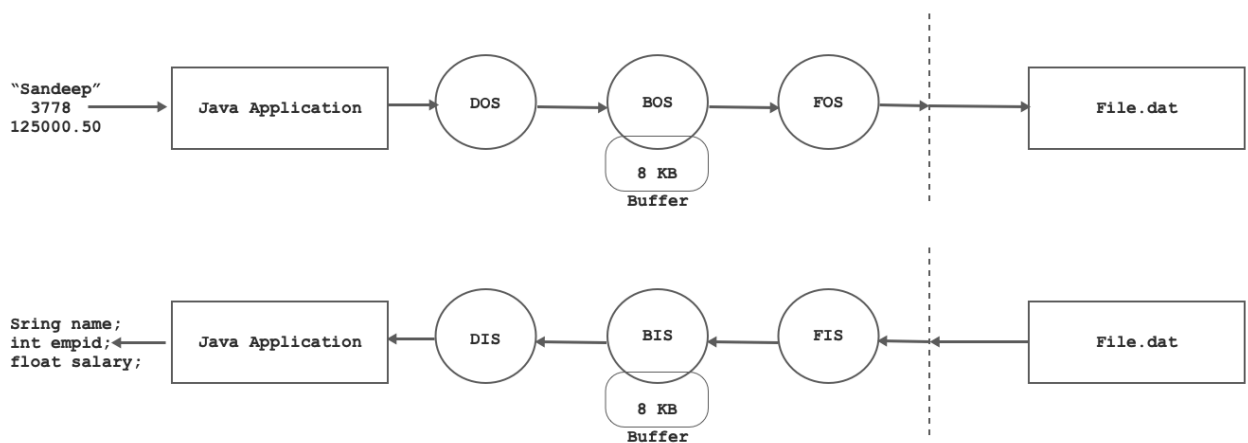 “Sandeep”
3778
125000.50
Java Application
DOS
BOS
FOS
File.dat
8 KB
Buffer
Sring name;
int empid;
float salary;
Java Application
DIS
BIS
FIS
File.dat
8 KB
Buffer